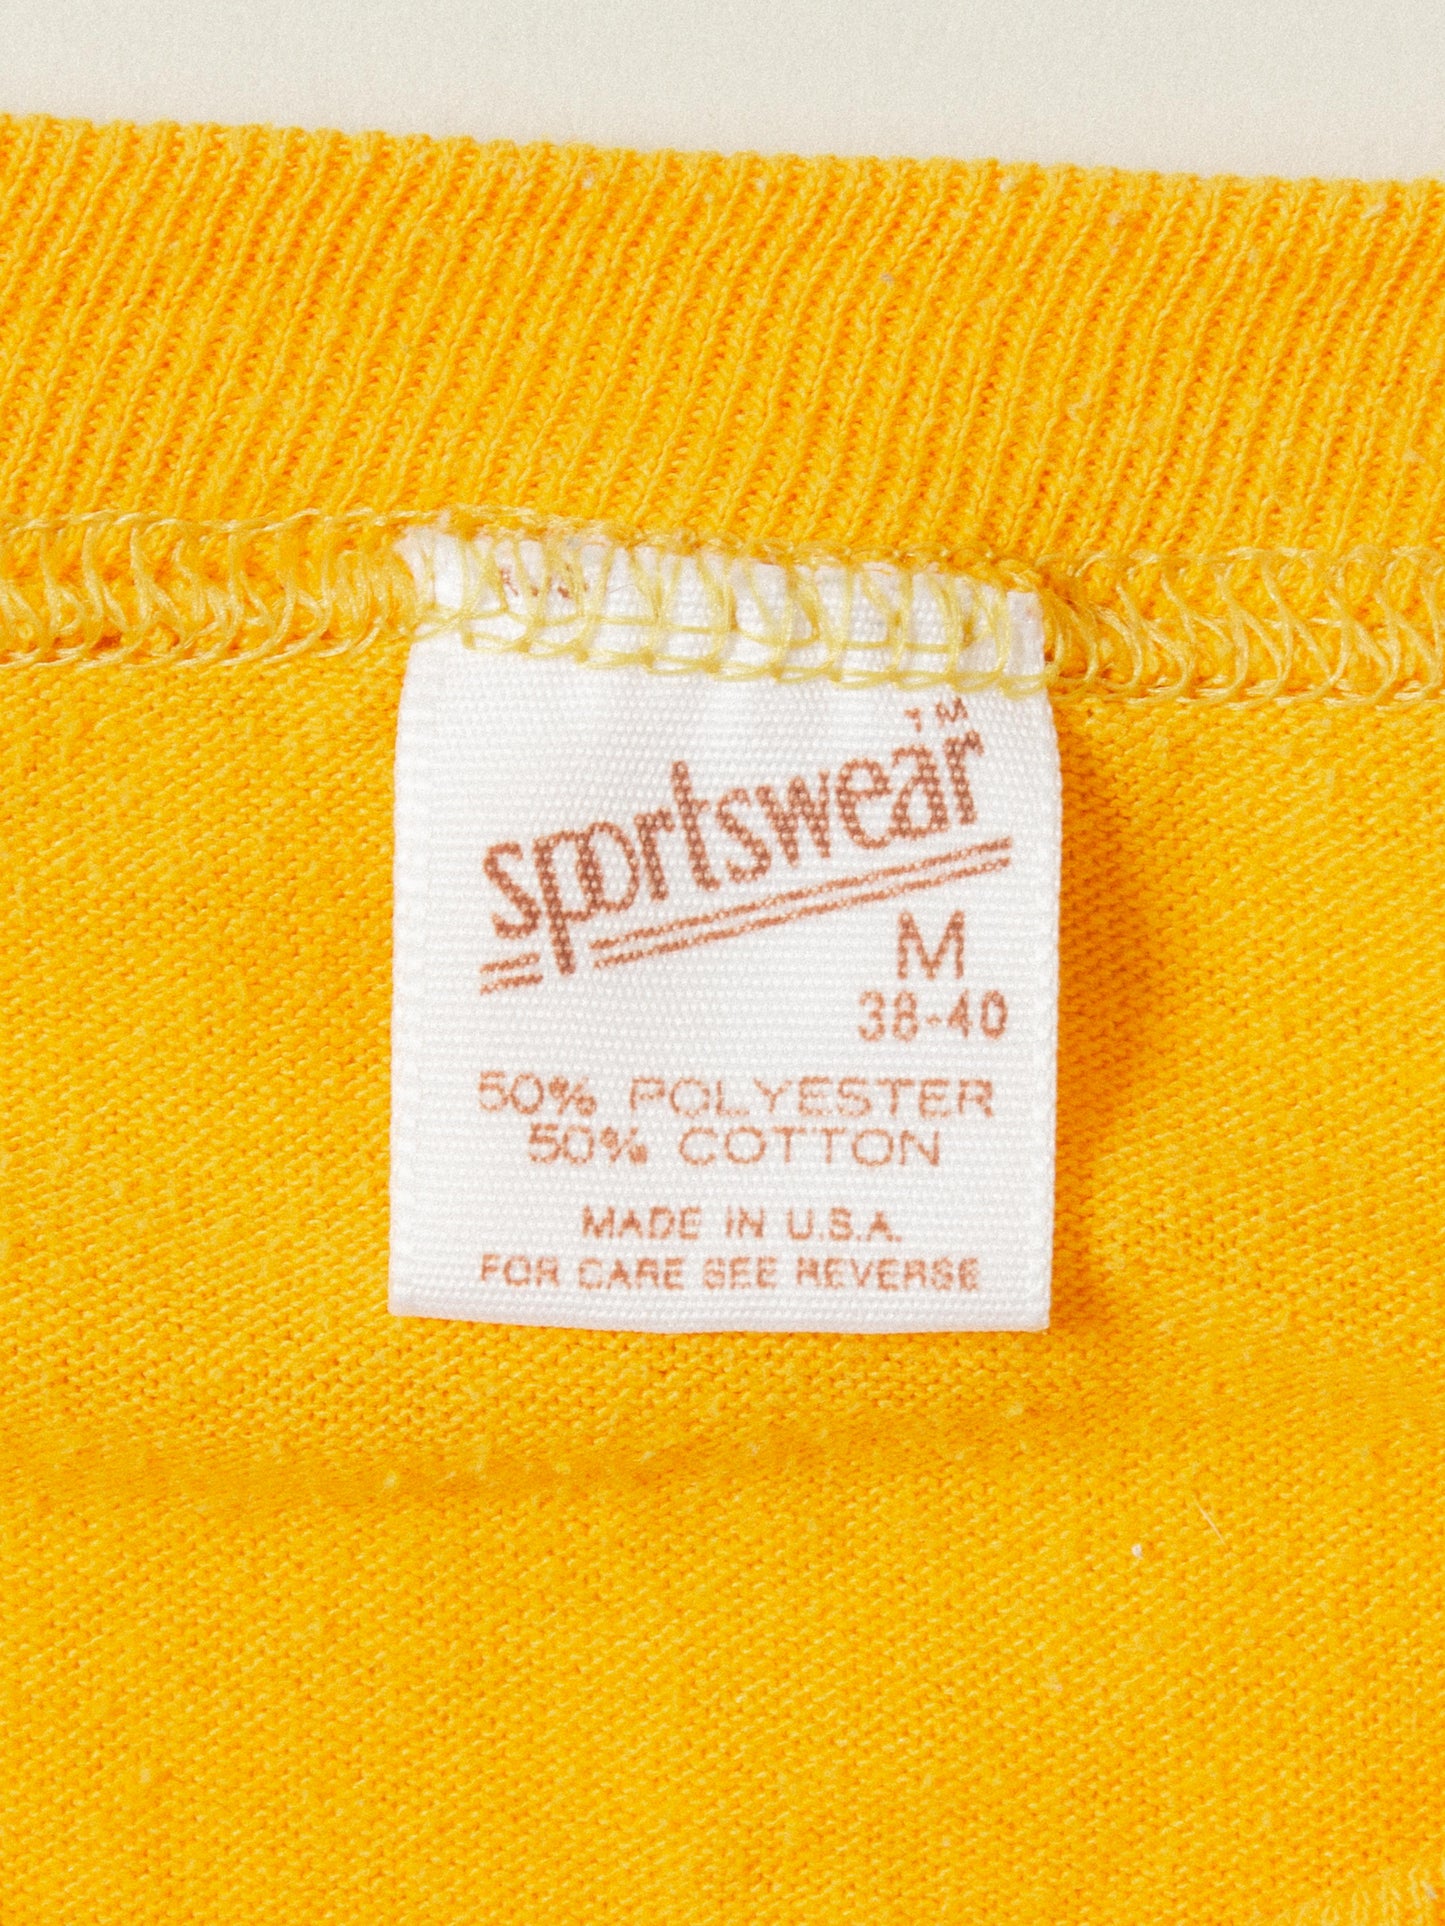 sportswear™
M
38-40
50% POLYESTER
50% COTTON
MADE IN U.S.A.
FOR CARE SEE REVERSE